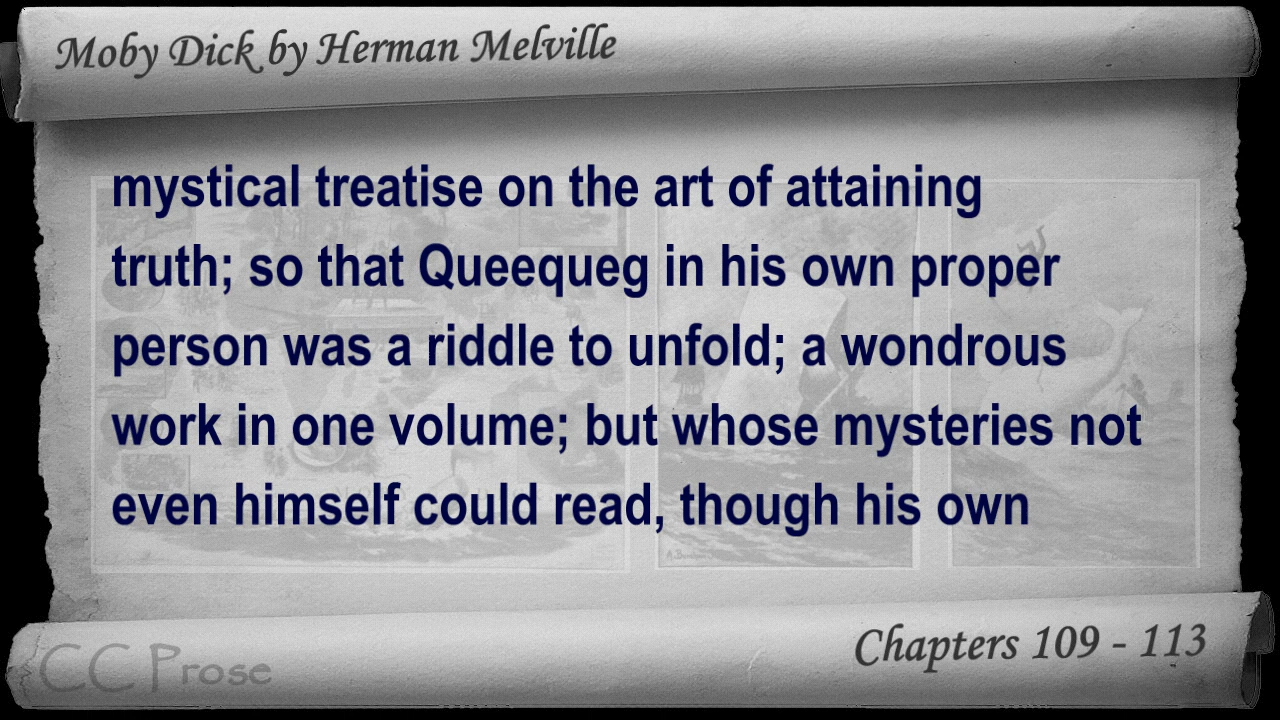 Moby Dick by Herman Melville
mystical treatise on the art of attaining
truth; so that Queequeg in his own proper
person was a riddle to unfold; a wondrous
work in one volume; but whose mysteries not
even himself could read, though his own
Chapters 109 - 113
CC Prose